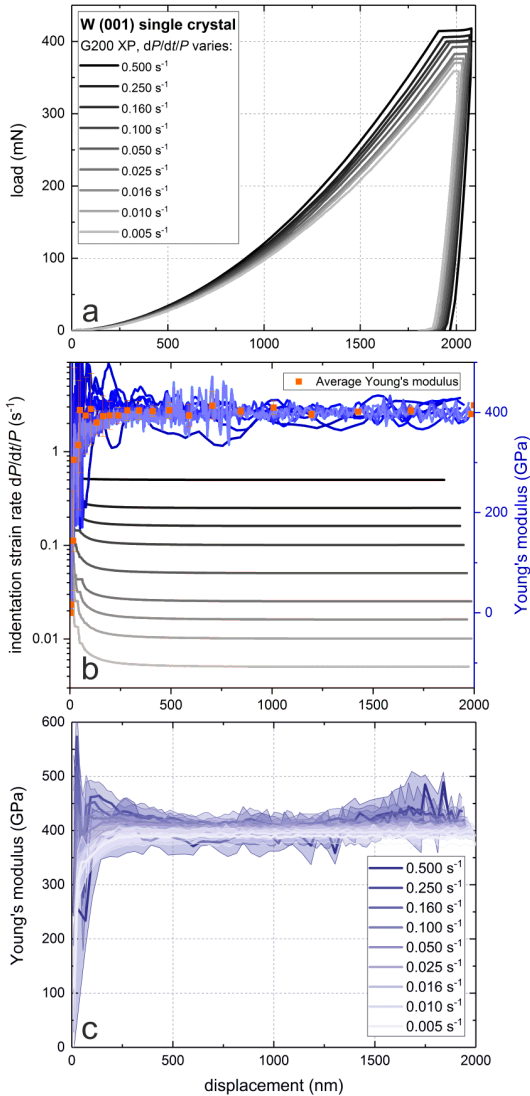 W (001) single crystal
G200 XP, dP/dt/P varies:
0.500 s⁻¹
0.250 s⁻¹
0.160 s⁻¹
0.100 s⁻¹
0.050 s⁻¹
0.025 s⁻¹
0.016 s⁻¹
0.010 s⁻¹
0.005 s⁻¹
load (mN)
400
300
200
100
0
0 500 1000 1500 2000
a
Average Young's modulus
indentation strain rate dP/dt/P (s⁻¹)
1
0.1
0.01
Young's modulus (GPa)
400
200
0
0 500 1000 1500 2000
b
Young's modulus (GPa)
600
500
400
300
200
100
0
0.500 s⁻¹
0.250 s⁻¹
0.160 s⁻¹
0.100 s⁻¹
0.050 s⁻¹
0.025 s⁻¹
0.016 s⁻¹
0.010 s⁻¹
0.005 s⁻¹
c
0 500 1000 1500 2000
displacement (nm)